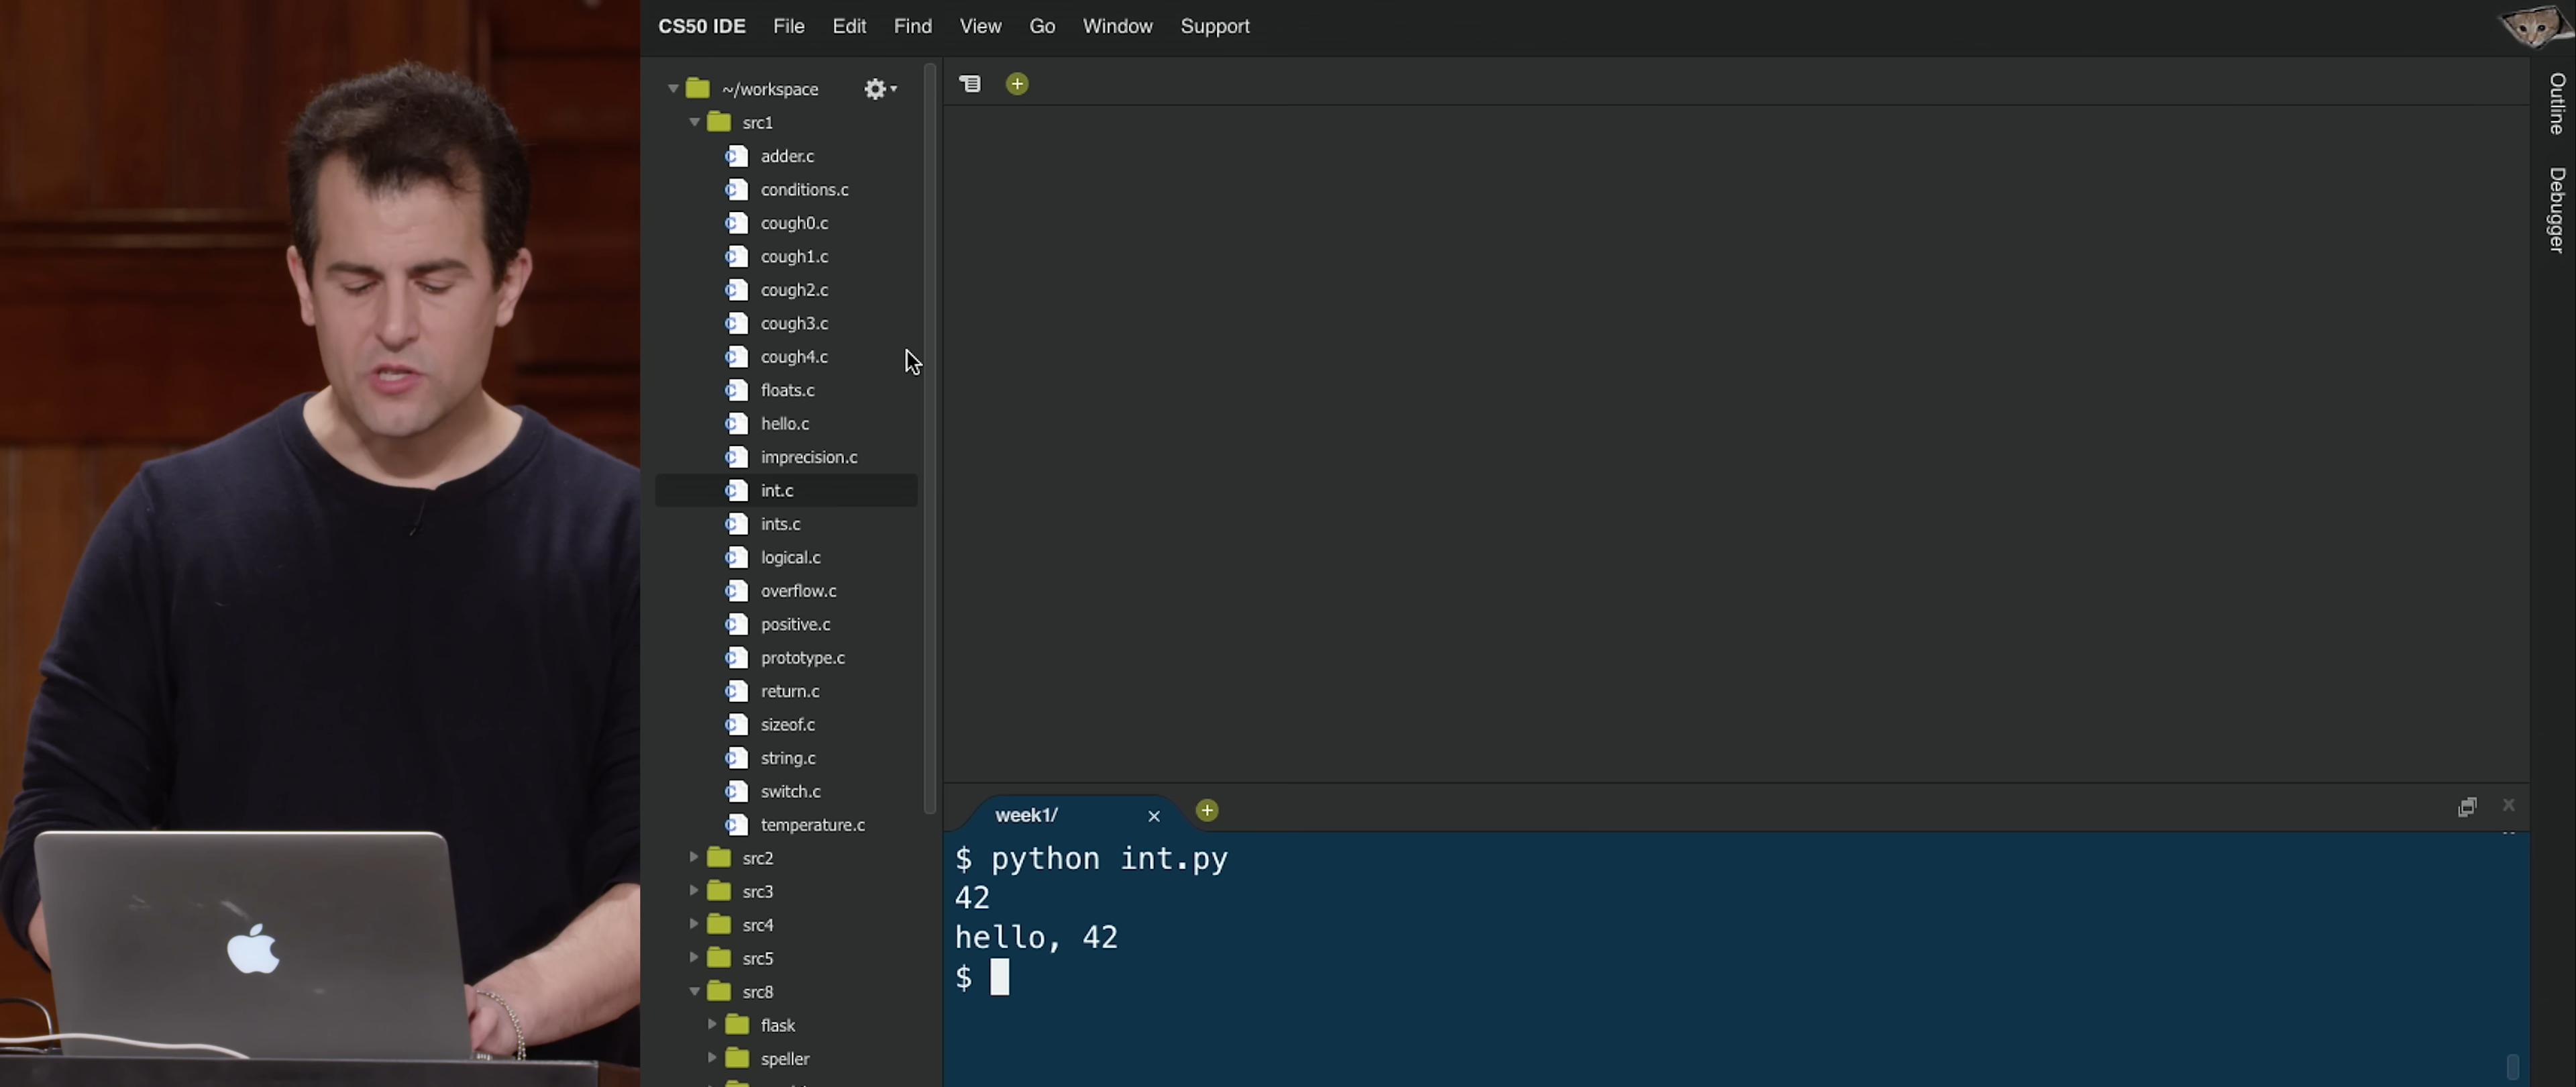 CS50 IDE File Edit Find View Go Window Support
~/workspace
src1
adder.c
conditions.c
cough0.c
cough1.c
cough2.c
cough3.c
cough4.c
floats.c
hello.c
imprecision.c
int.c
ints.c
logical.c
overflow.c
positive.c
prototype.c
return.c
sizeof.c
string.c
switch.c
temperature.c
src2
src3
src4
src5
src8
flask
speller
week1/
$ python int.py
42
hello, 42
$
Outline
Debugger